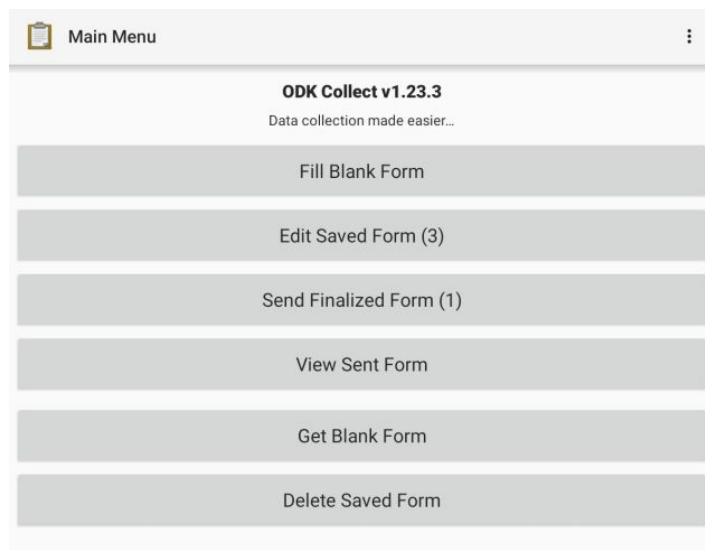 Main Menu
ODK Collect v1.23.3
Data collection made easier...
Fill Blank Form
Edit Saved Form (3)
Send Finalized Form (1)
View Sent Form
Get Blank Form
Delete Saved Form